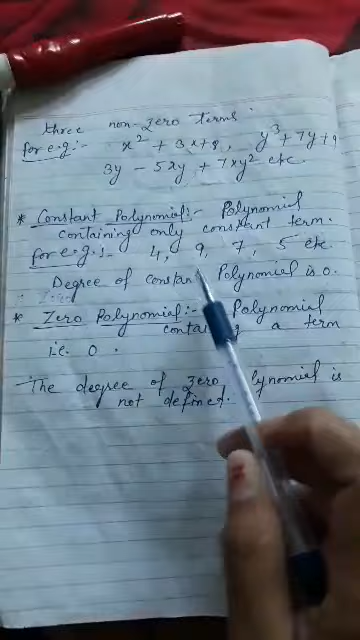 three non-zero terms.
for e.g:- x² + 3x+8, y³+7y+9
3y - 5xy + 7xy² etc.
* Constant Polynomial:- Polynomial
containing only constant term.
for e.g:- 4, 9, 7, 5 etc.
Degree of constant Polynomial is 0.
* Zero Polynomial:- Polynomial
a term
i.e. 0.
The degree of zero is
not defined.